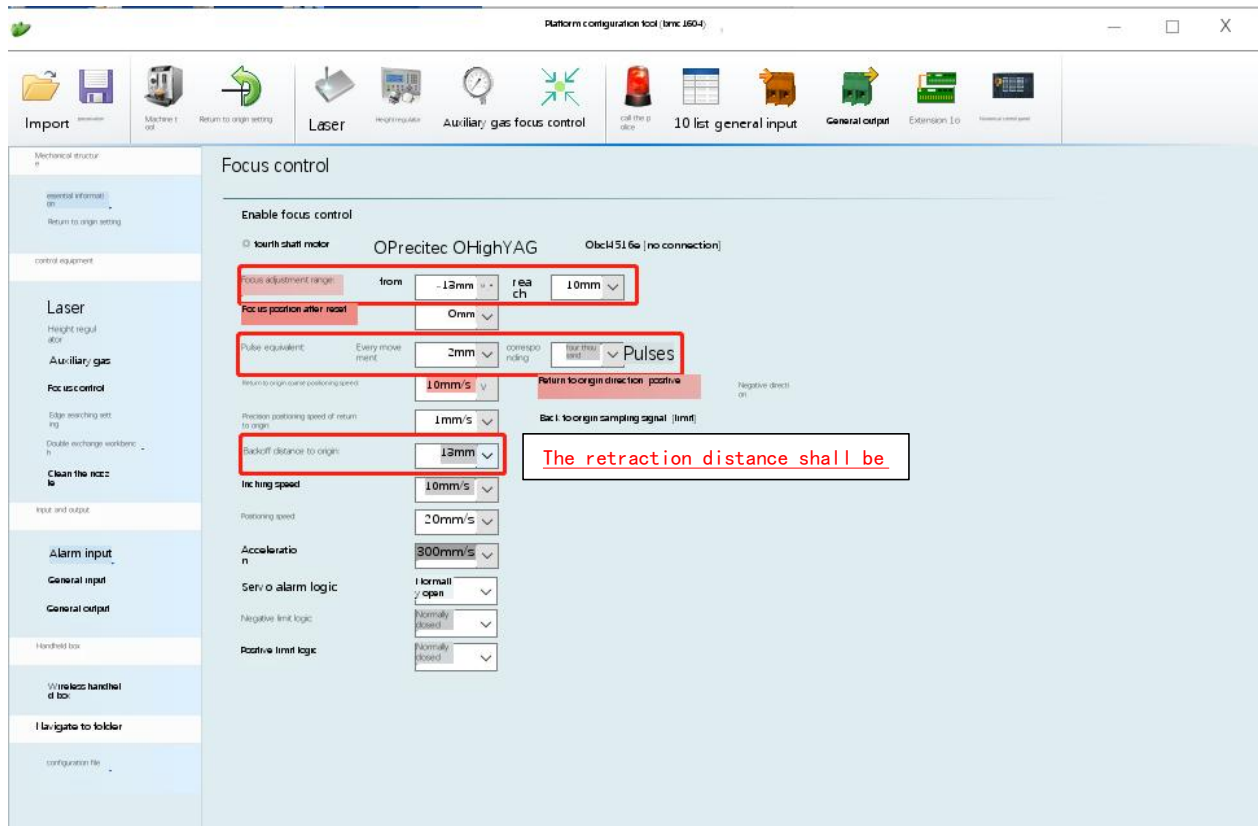 Platform configuration tool (bmc 1604)
X
Import
Machine t
ool
Return to origin setting
Laser
Height regulator
Auxiliary gas focus control
call the p
olice
10 list general input
General output
Extension 1o
Mechanical structur
e
essential informati
on
Return to origin setting
control equipment
Laser
Height regul
ator
Auxiliary gas
Focus control
Edge searching sett
ing
Double exchange workbenc
h
Clean the nozz
le
Input and output
Alarm input
General input
General output
Handheld box
Wireless handhel
d box
Navigate to folder
configuration file
Focus control
Enable focus control
fourth shaft motor
OPrecitec OHighYAG
Obcl4516e [no connection]
Focus adjustment range:
from
-13mm
rea
ch
10mm
Focus position after reset
0mm
Pulse equivalent:
Every move
ment
2mm
correspo
nding
four thou
sand
Pulses
Return to origin coarse positioning speed
10mm/s
Return to origin direction positive
Negative directi
on
Precision positioning speed of return
to origin
1mm/s
Back to origin sampling signal [limit]
Backoff distance to origin:
13mm
The retraction distance shall be
Inching speed
10mm/s
Positioning speed
20mm/s
Acceleratio
n
300mm/s
Servo alarm logic
Normall
y open
Negative limit logic
Normally
closed
Positive limit logic
Normally
closed